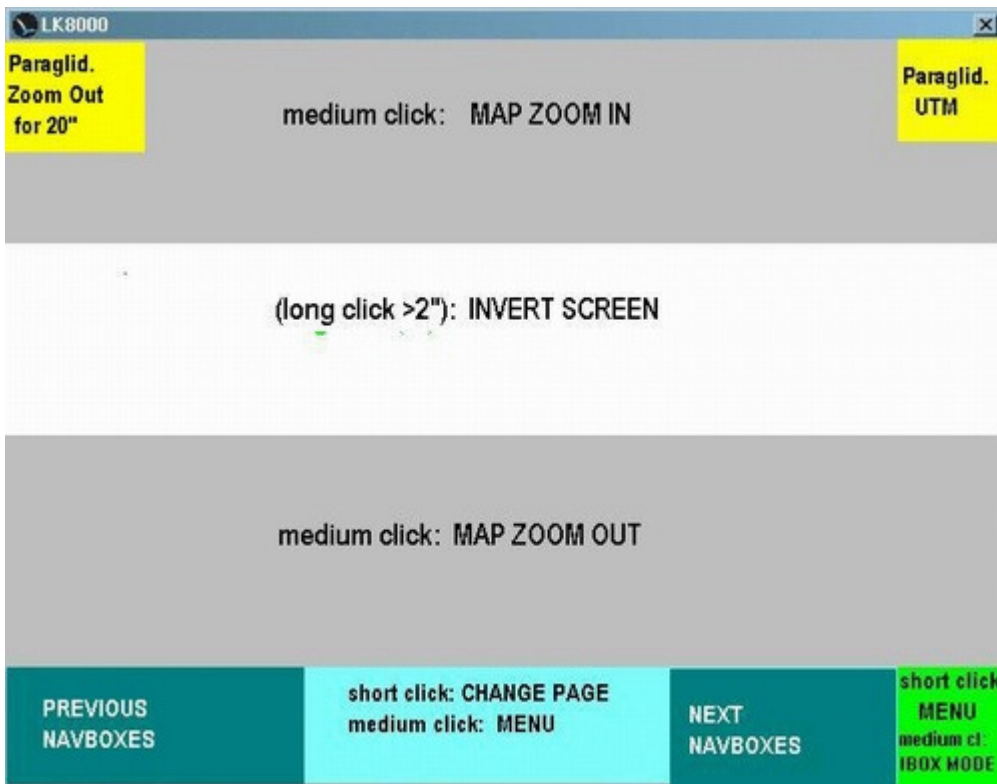 LK8000
Paraglid.
Zoom Out
for 20"
medium click: MAP ZOOM IN
Paraglid.
UTM
(long click >2"): INVERT SCREEN
medium click: MAP ZOOM OUT
PREVIOUS
NAVBOXES
short click: CHANGE PAGE
medium click: MENU
NEXT
NAVBOXES
short click
MENU
medium cl:
IBOX MODE